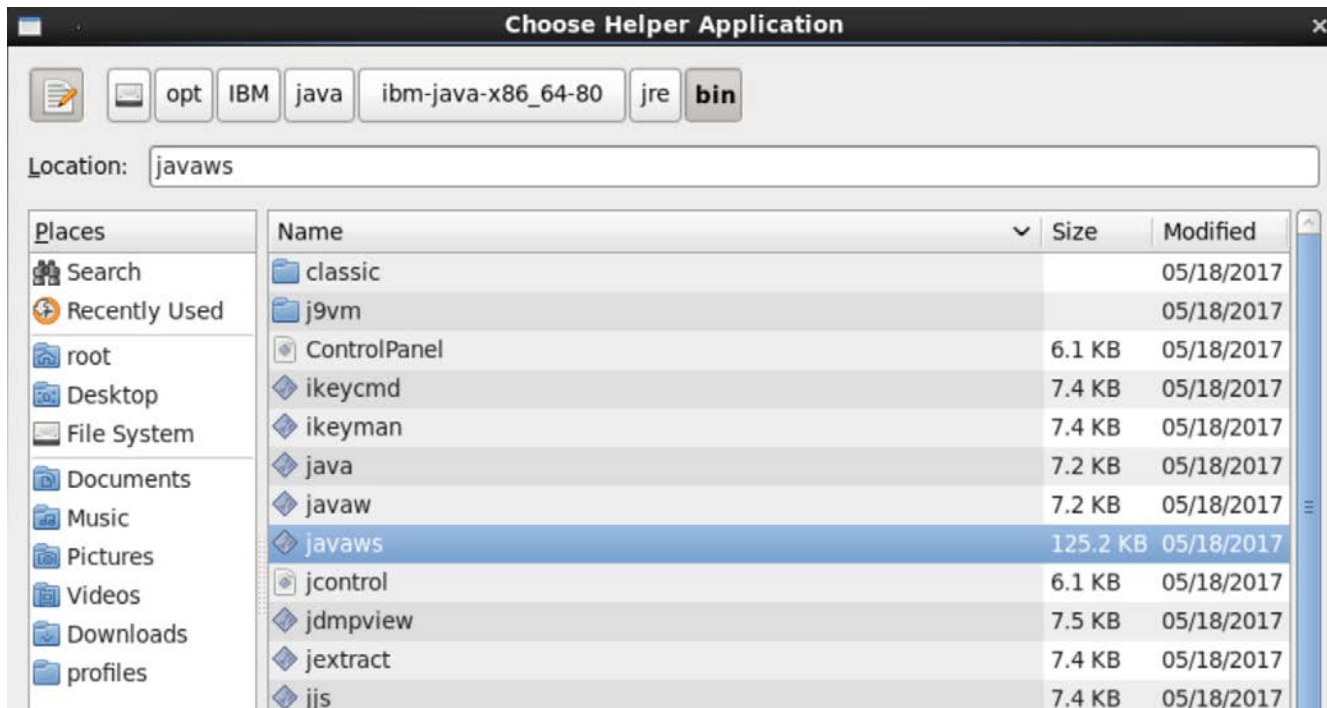 Choose Helper Application
opt IBM java ibm-java-x86_64-80 jre bin
Location: javaws
Places Name Size Modified
Search classic 05/18/2017
Recently Used j9vm 05/18/2017
root ControlPanel 6.1 KB 05/18/2017
Desktop ikeycmd 7.4 KB 05/18/2017
File System ikeyman 7.4 KB 05/18/2017
Documents java 7.2 KB 05/18/2017
Music javaw 7.2 KB 05/18/2017
Pictures javaws 125.2 KB 05/18/2017
Videos jcontrol 6.1 KB 05/18/2017
Downloads jdmpview 7.5 KB 05/18/2017
profiles jextract 7.4 KB 05/18/2017
jjs 7.4 KB 05/18/2017